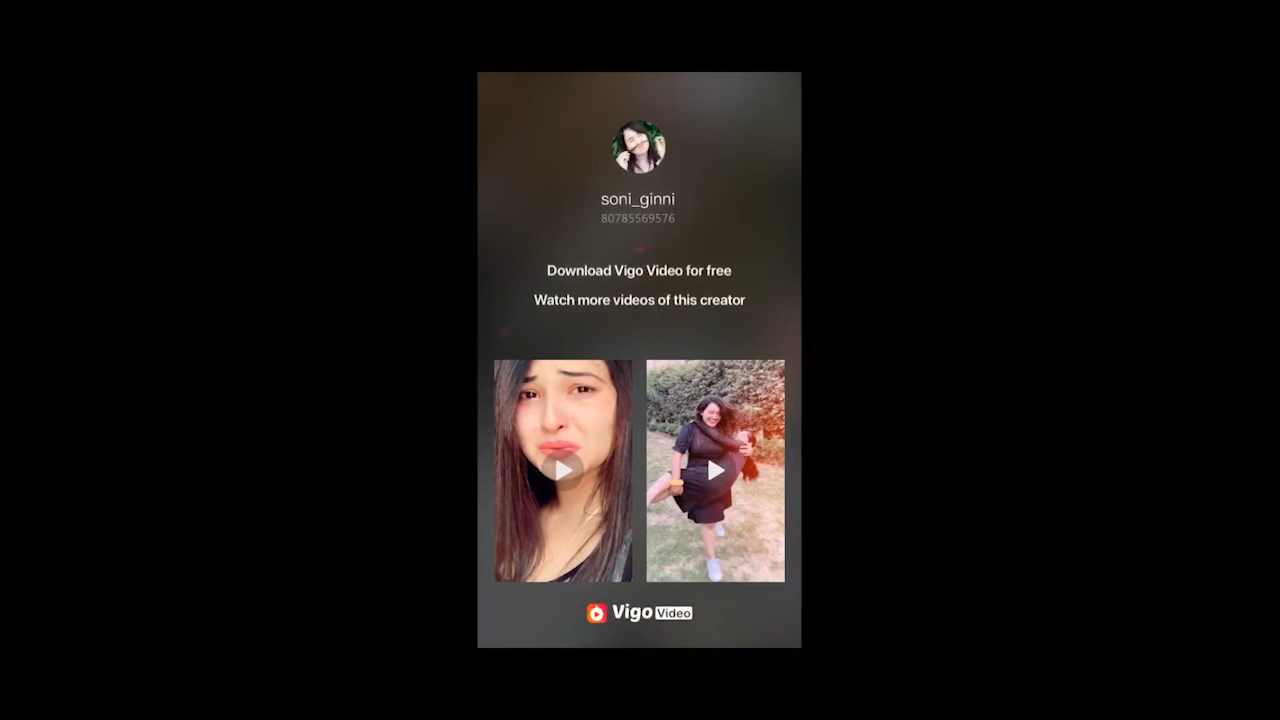 soni_ginni
80785569576
Download Vigo Video for free
Watch more videos of this creator
Vigo Video